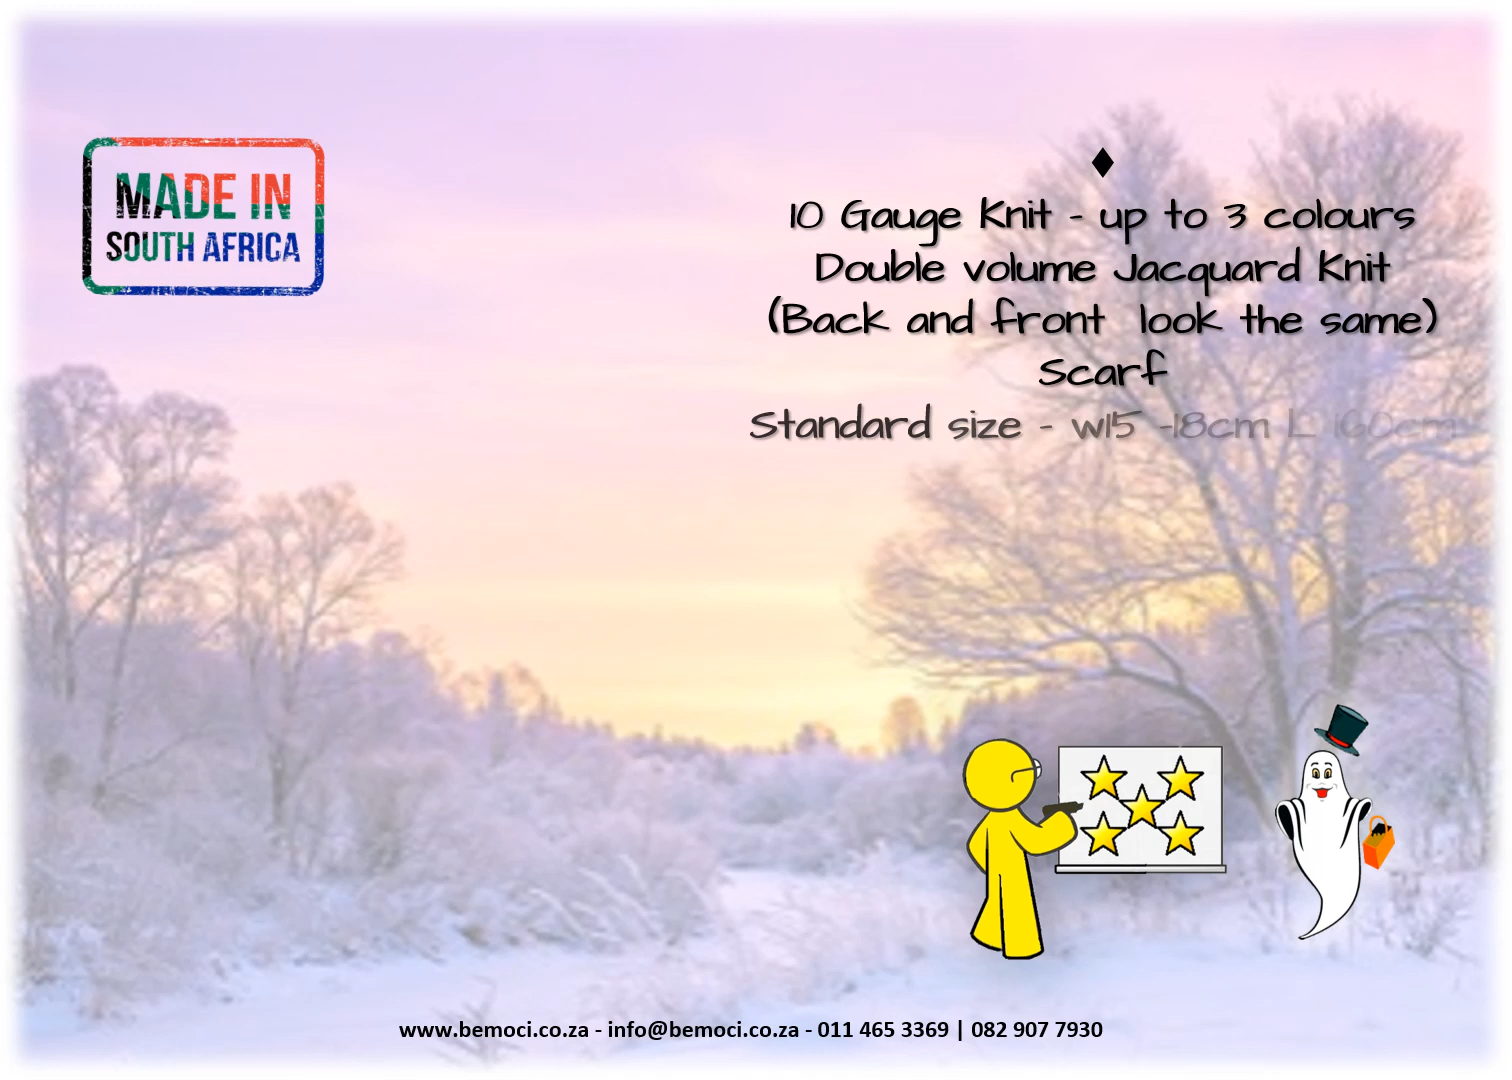 MADE IN
SOUTH AFRICA
10 Gauge Knit - up to 3 colours
Double volume Jacquard Knit
(Back and front look the same)
Scarf
Standard size - w15 -18cm L 160cm
www.bemoci.co.za - info@bemoci.co.za - 011 465 3369 | 082 907 7930